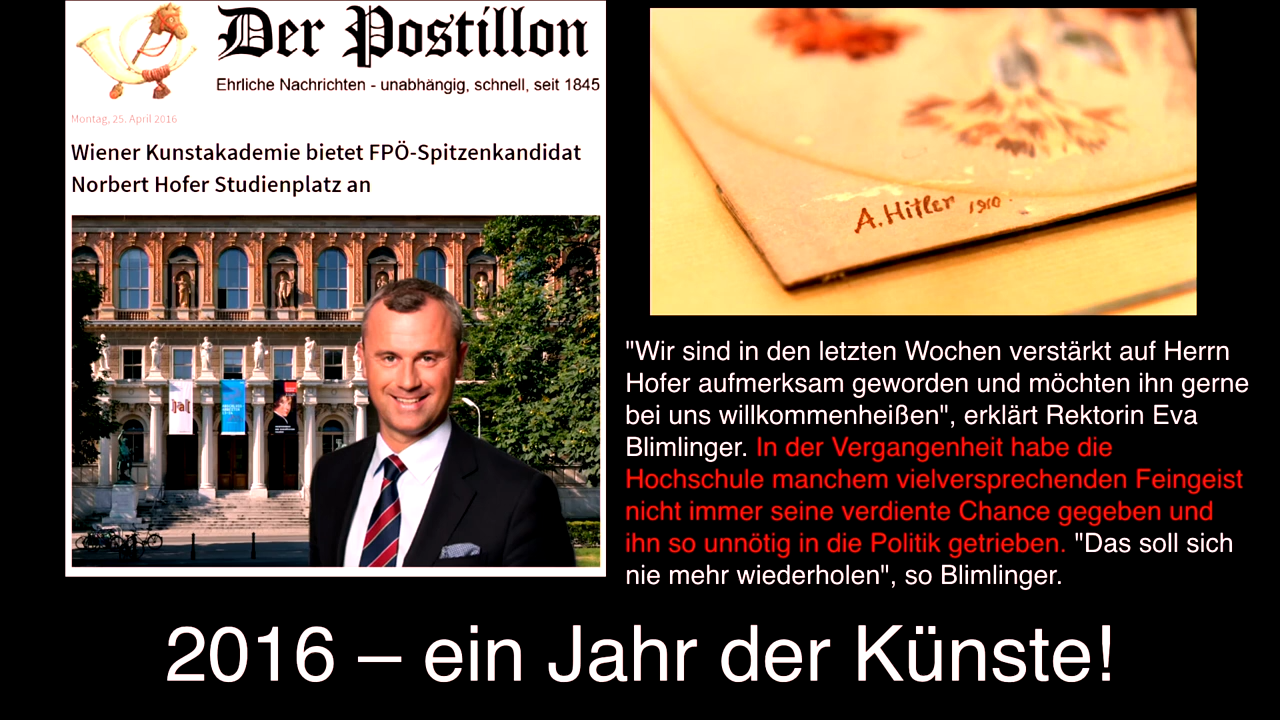 Der Postillon
Ehrliche Nachrichten - unabhängig, schnell, seit 1845
Montag, 25. April 2016
Wiener Kunstakademie bietet FPÖ-Spitzenkandidat
Norbert Hofer Studienplatz an
A.Hitler 1910.
"Wir sind in den letzten Wochen verstärkt auf Herrn
Hofer aufmerksam geworden und möchten ihn gerne
bei uns willkommenheißen", erklärt Rektorin Eva
Blimlinger. In der Vergangenheit habe die
Hochschule manchem vielversprechenden Feingeist
nicht immer seine verdiente Chance gegeben und
ihn so unnötig in die Politik getrieben. "Das soll sich
nie mehr wiederholen", so Blimlinger.
2016 – ein Jahr der Künste!